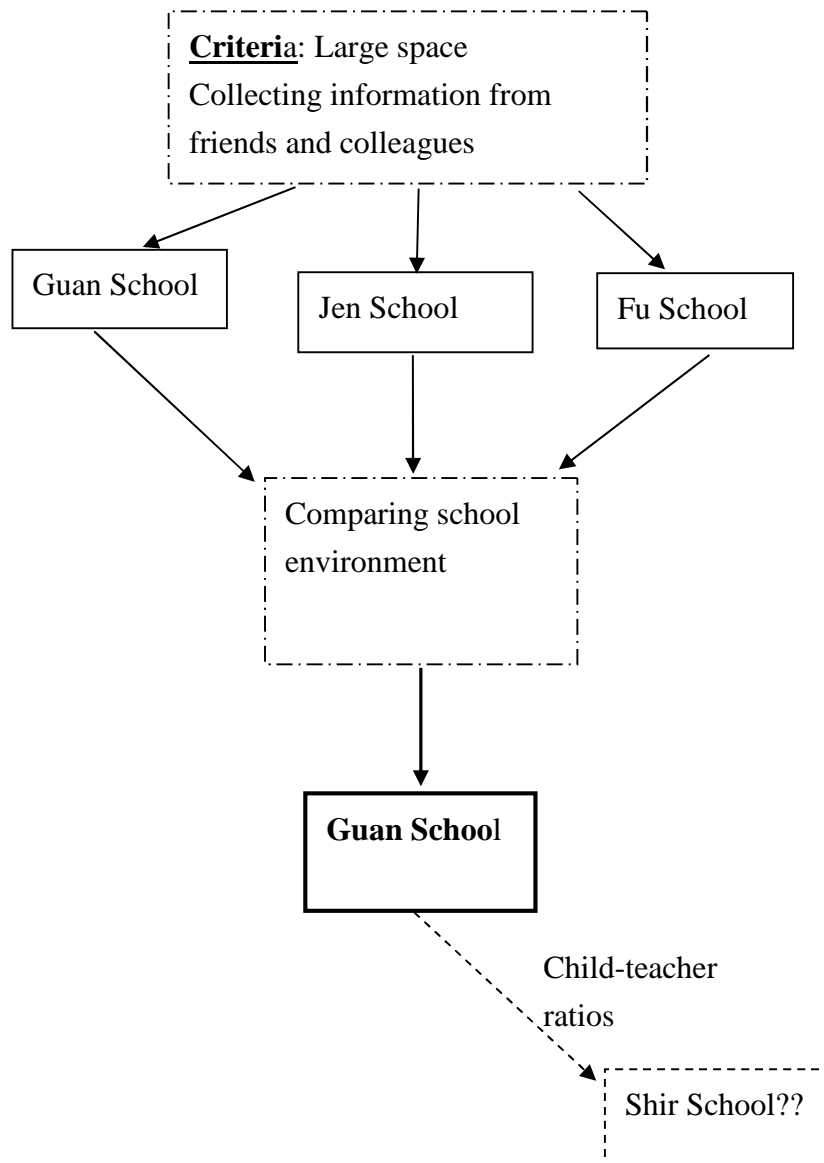 Criteria: Large space
Collecting information from
friends and colleagues
Guan School
Jen School
Fu School
Comparing school
environment
Guan School
Child-teacher
ratios
Shir School??